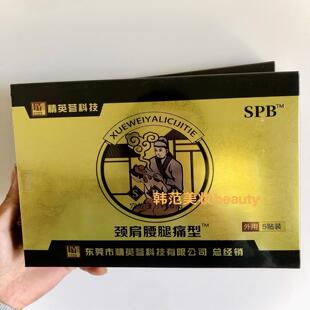 精英荟科技
SPB™
XUEWEIYALICUITIE
韩范美妆beauty
颈肩腰腿痛型™
外用 5贴装
东莞市精英荟科技有限公司 总经销